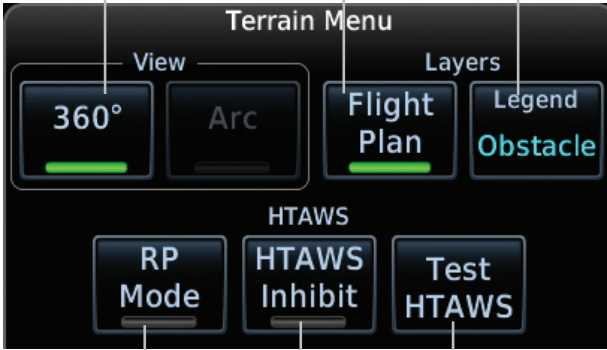 Terrain Menu
View
Layers
360°
Arc
Flight
Plan
Legend
Obstacle
HTAWS
RP
Mode
HTAWS
Inhibit
Test
HTAWS